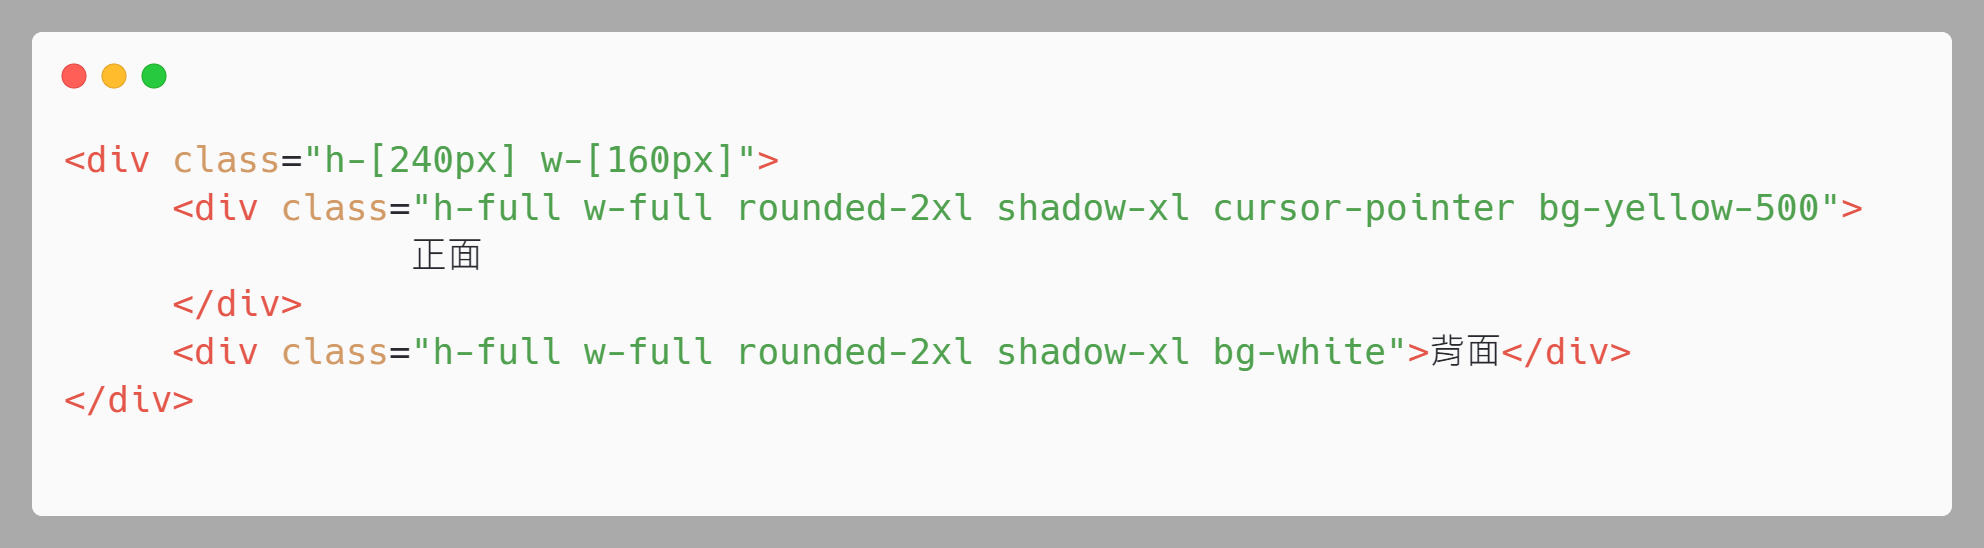 <div class="h-[240px] w-[160px]">
     <div class="h-full w-full rounded-2xl shadow-xl cursor-pointer bg-yellow-500">
                正面
     </div>
     <div class="h-full w-full rounded-2xl shadow-xl bg-white">背面</div>
</div>